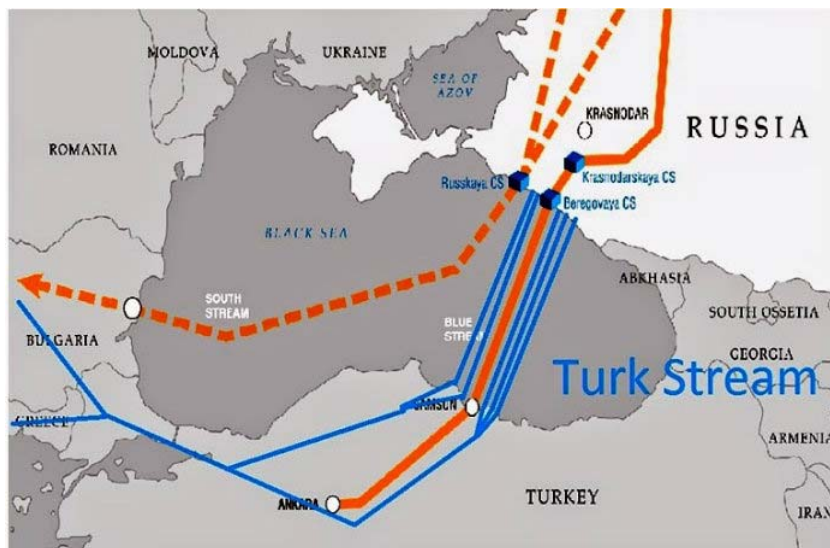 MOLDOVA
UKRAINE
SEA OF
AZOV
KRASNODAR
RUSSIA
ROMANIA
Russkaya CS
Krasnodarskaya CS
Beregovaya CS
BLACK SEA
ABKHASIA
SOUTH
STREAM
SOUTH OSSETIA
BLUE
STREAM
BULGARIA
GEORGIA
Turk Stream
SAMSUN
GREECE
ARMENIA
ANKARA
TURKEY
IRAN